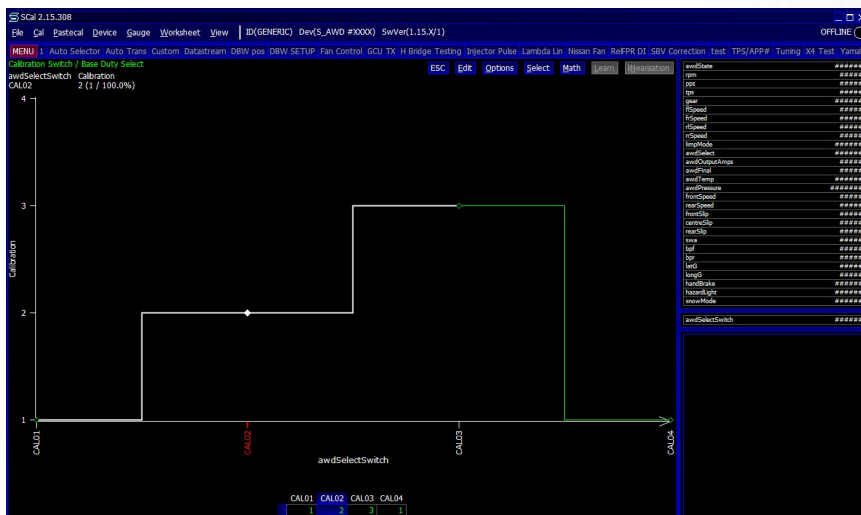 SCal 2.15.308
File Cal Pastecal Device Gauge Worksheet View ID(GENERIC) Dev(S_AWD #XXXX) SwVer(1.15.X/1) OFFLINE
MENU 1 Auto Selector Auto Trans Custom Datastream DBW pos DBW SETUP Fan Control GCU TX H Bridge Testing Injector Pulse Lambda Lin Nissan Fan RelFPR DI SBV Correction test TPS/APP# Tuning X4 Test Yama
Calibration Switch / Base Duty Select
ESC Edit Options Select Math Learn liNearisation
awdSelectSwitch Calibration
CAL02 2 (1 / 100.0%)
4
3
2
1
Calibration
CAL01
CAL02
CAL03
CAL04
awdSelectSwitch
CAL01 CAL02 CAL03 CAL04
1 2 3 1
awdState ######
rpm #####
pps #####
tps #####
gear ######
flSpeed #####
frSpeed #####
rlSpeed #####
rrSpeed #####
limpMode ######
awdSelect ######
awdOutputAmps #####
awdFinal #####
awdTemp ######
awdPressure #######
frontSpeed #####
rearSpeed #####
frontSlip #####
centreSlip #####
rearSlip #####
swa #####
bpf #####
bpr #####
latG #####
longG #####
handBrake ######
hazardLight ######
snowMode ######
awdSelectSwitch ######